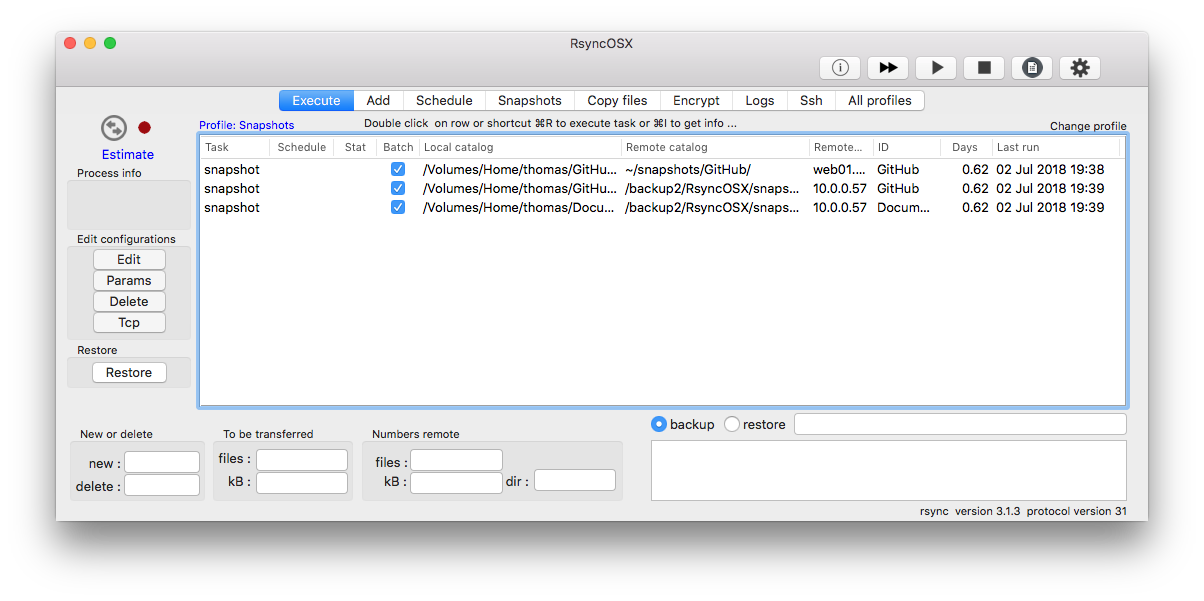 RsyncOSX
Execute Add Schedule Snapshots Copy files Encrypt Logs Ssh All profiles
Profile: Snapshots Double click on row or shortcut ⌘R to execute task or ⌘I to get info ... Change profile
Estimate
Process info
Task Schedule Stat Batch Local catalog Remote catalog Remote... ID Days Last run
snapshot /Volumes/Home/thomas/GitHu... ~/snapshots/GitHub/ web01.... GitHub 0.62 02 Jul 2018 19:38
snapshot /Volumes/Home/thomas/GitHu... /backup2/RsyncOSX/snaps... 10.0.0.57 GitHub 0.62 02 Jul 2018 19:39
snapshot /Volumes/Home/thomas/Docu... /backup2/RsyncOSX/snaps... 10.0.0.57 Docum... 0.62 02 Jul 2018 19:39
Edit configurations
Edit
Params
Delete
Tcp
Restore
Restore
backup restore
New or delete To be transferred Numbers remote
new : files : files :
delete : kB : kB : dir :
rsync version 3.1.3 protocol version 31